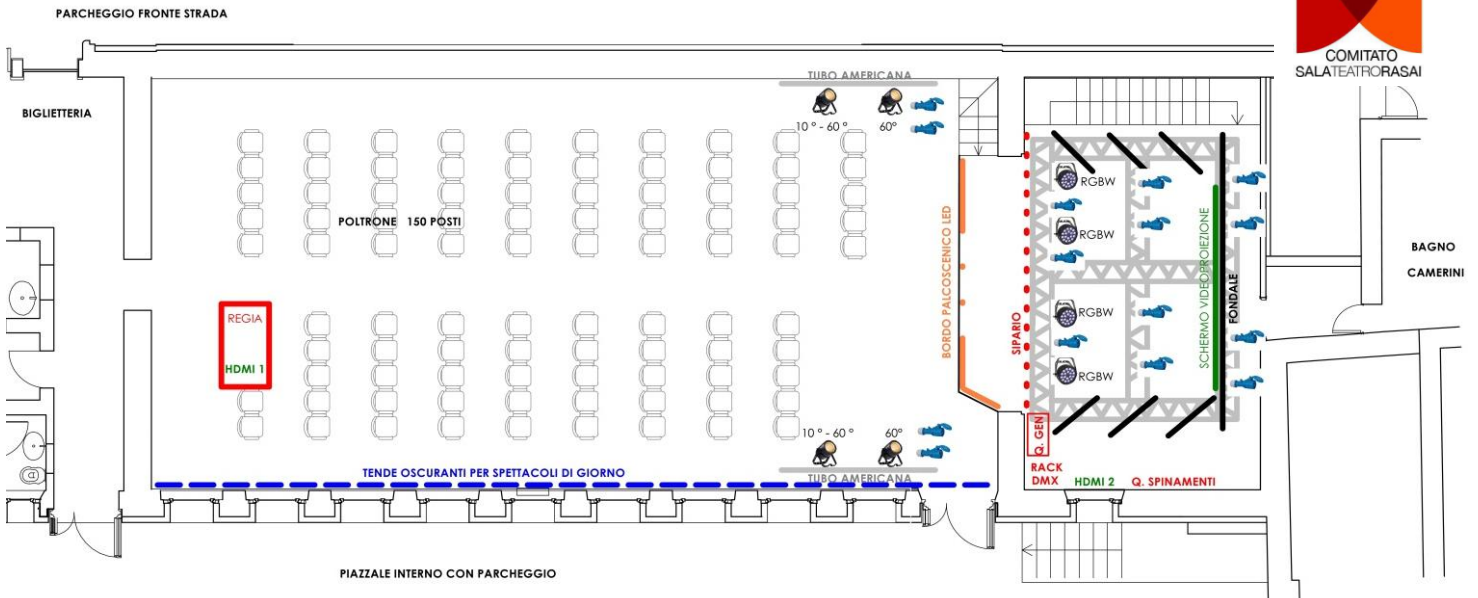 PARCHEGGIO FRONTE STRADA
COMITATO
SALATEATRORASAI
BIGLIETTERIA
TUBO AMERICANA
10 ° - 60 °
60°
POLTRONE 150 POSTI
REGIA
HDMI 1
BORDO PALCOSCENICO LED
SIPARIO
RGBW
RGBW
RGBW
RGBW
SCHERMO VIDEOPROIEZIONE
FONDALE
BAGNO
CAMERINI
10 ° - 60°
60°
TUBO AMERICANA
TENDE OSCURANTI PER SPETTACOLI DI GIORNO
Q. GEN
RACK
DMX
HDMI 2
Q. SPINAMENTI
PIAZZALE INTERNO CON PARCHEGGIO